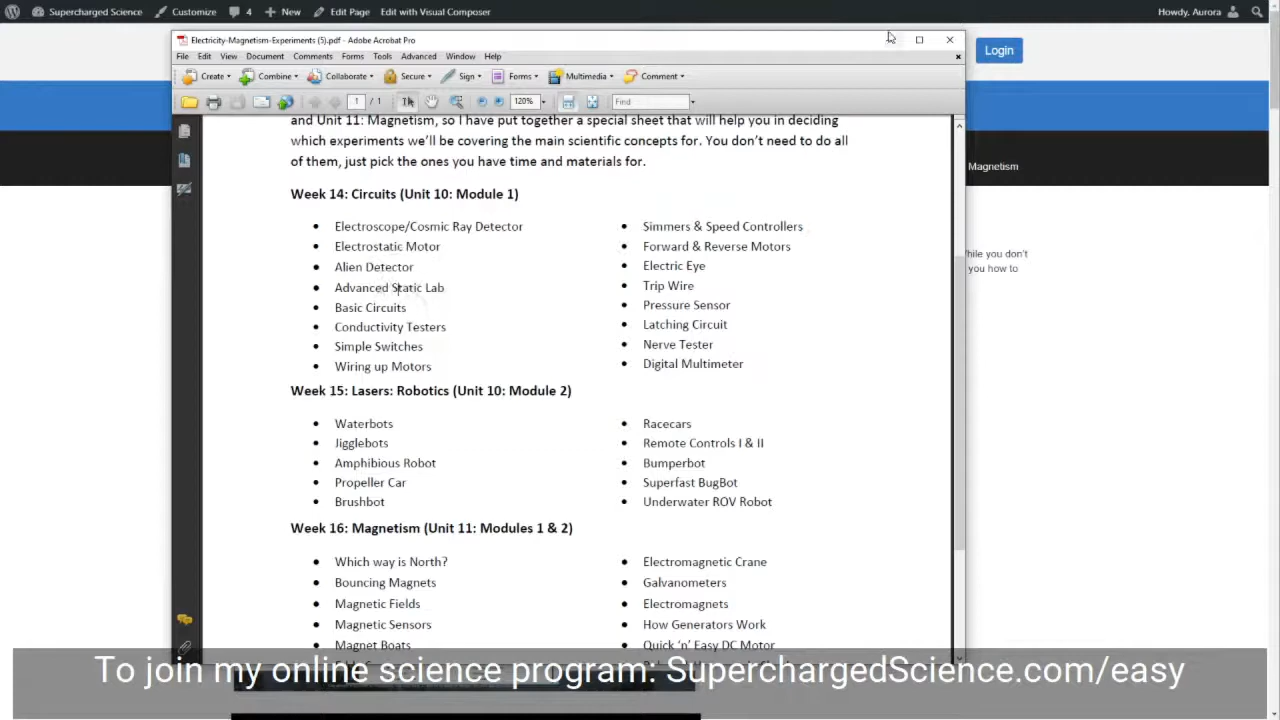 Supercharged Science Customize 4 New Edit Page Edit with Visual Composer Howdy, Aurora
Electricity-Magnetism-Experiments (5).pdf - Adobe Acrobat Pro
Login
File Edit View Document Comments Forms Tools Advanced Window Help
Create Combine Collaborate Secure Sign Forms Multimedia Comment
1 / 1 120% Find
and Unit 11: Magnetism, so I have put together a special sheet that will help you in deciding
which experiments we'll be covering the main scientific concepts for. You don't need to do all
of them, just pick the ones you have time and materials for.
Magnetism
Week 14: Circuits (Unit 10: Module 1)
• Electroscope/Cosmic Ray Detector
• Electrostatic Motor
• Alien Detector
• Advanced Static Lab
• Basic Circuits
• Conductivity Testers
• Simple Switches
• Wiring up Motors
• Simmers & Speed Controllers
• Forward & Reverse Motors
• Electric Eye
• Trip Wire
• Pressure Sensor
• Latching Circuit
• Nerve Tester
• Digital Multimeter
hile you don't
you how to
Week 15: Lasers: Robotics (Unit 10: Module 2)
• Waterbots
• Jigglebots
• Amphibious Robot
• Propeller Car
• Brushbot
• Racecars
• Remote Controls I & II
• Bumperbot
• Superfast BugBot
• Underwater ROV Robot
Week 16: Magnetism (Unit 11: Modules 1 & 2)
• Which way is North?
• Bouncing Magnets
• Magnetic Fields
• Magnetic Sensors
• Magnet Boats
• Electromagnetic Crane
• Galvanometers
• Electromagnets
• How Generators Work
• Quick 'n' Easy DC Motor
To join my online science program: SuperchargedScience.com/easy